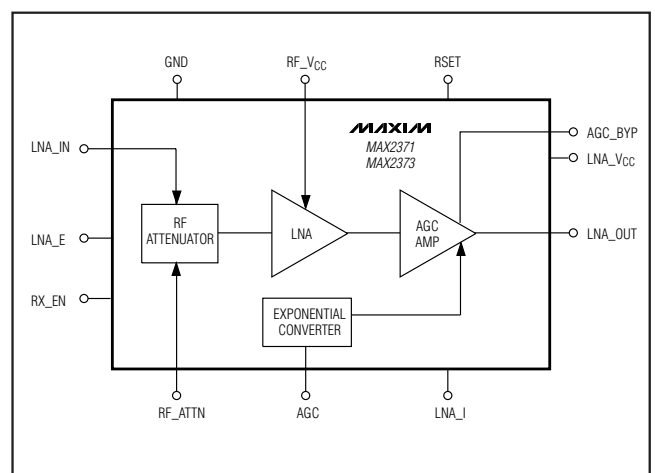 GND
RF_VCC
RSET
MAXIM
MAX2371
MAX2373
AGC_BYP
LNA_VCC
LNA_IN
RF
ATTENUATOR
LNA
AGC
AMP
LNA_OUT
LNA_E
RX_EN
EXPONENTIAL
CONVERTER
RF_ATTN
AGC
LNA_I